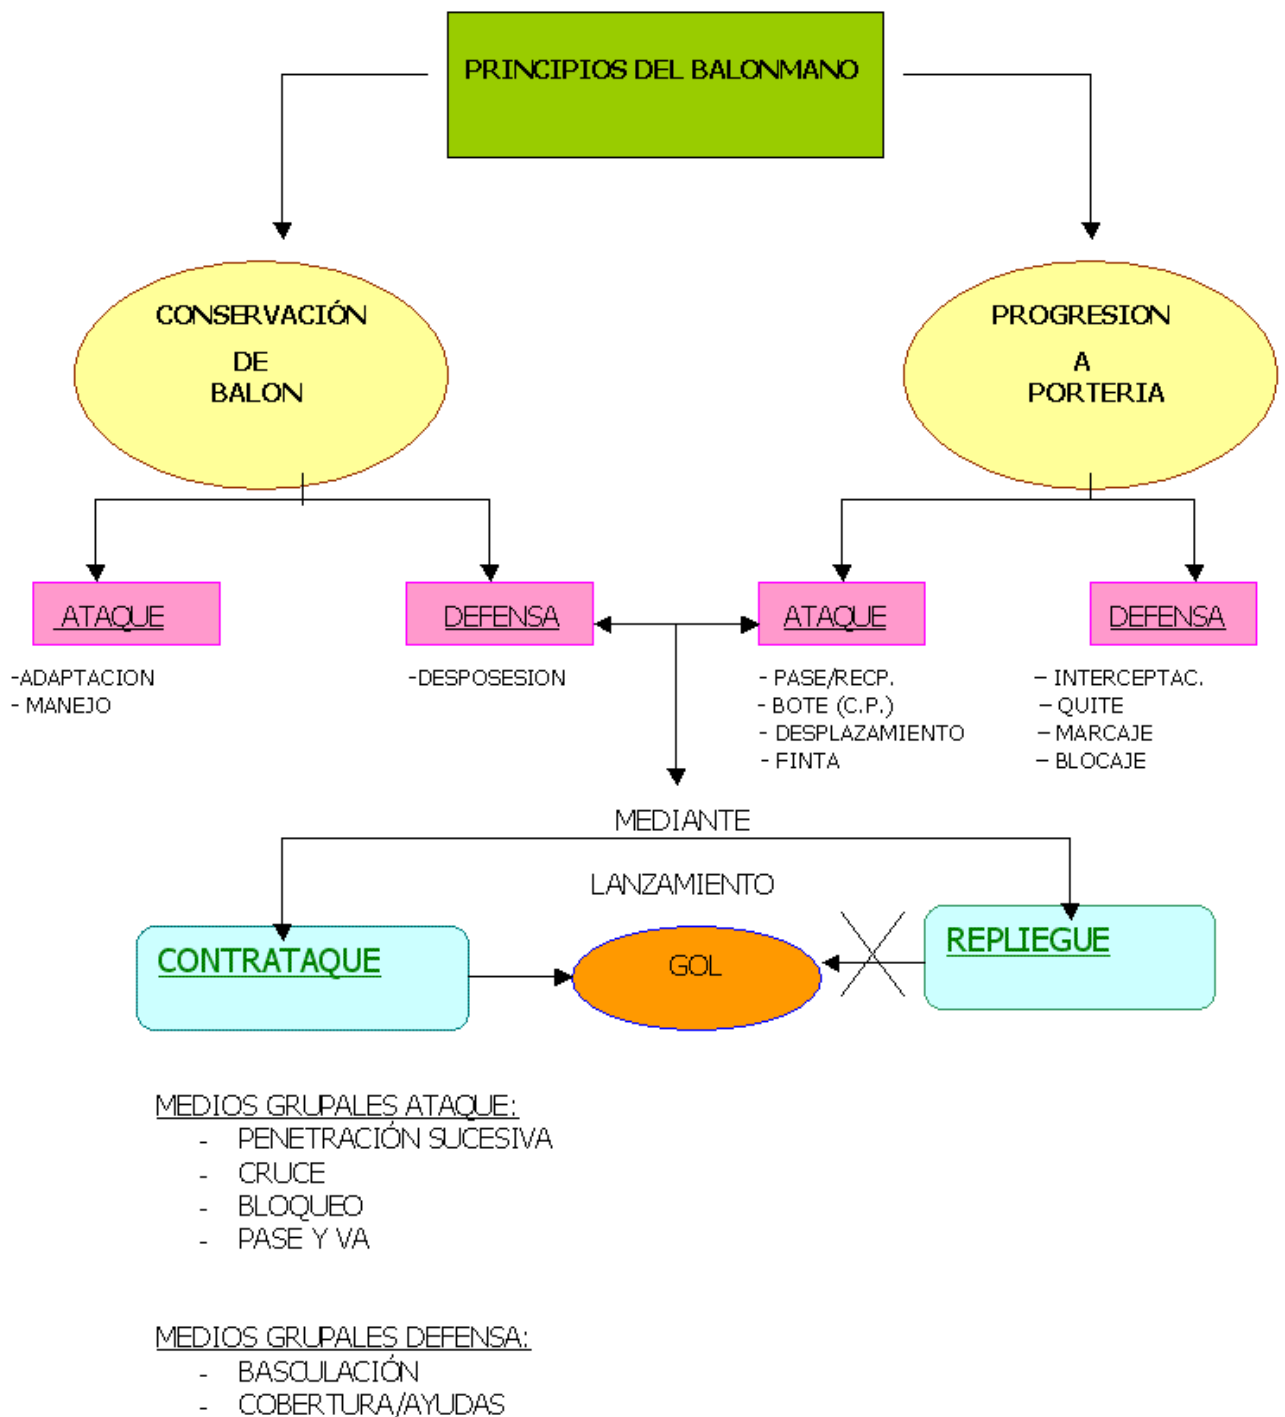 PRINCIPIOS DEL BALONMANO
CONSERVACIÓN
DE
BALON
PROGRESION
A
PORTERIA
ATAQUE
DEFENSA
ATAQUE
DEFENSA
-ADAPTACION
- MANEJO
-DESPOSESION
- PASE/RECP.
- BOTE (C.P.)
- DESPLAZAMIENTO
- FINTA
– INTERCEPTAC.
– QUITE
– MARCAJE
– BLOCAJE
MEDIANTE
LANZAMIENTO
CONTRATAQUE
GOL
REPLIEGUE
MEDIOS GRUPALES ATAQUE:
- PENETRACIÓN SUCESIVA
- CRUCE
- BLOQUEO
- PASE Y VA
MEDIOS GRUPALES DEFENSA:
- BASCULACIÓN
- COBERTURA/AYUDAS